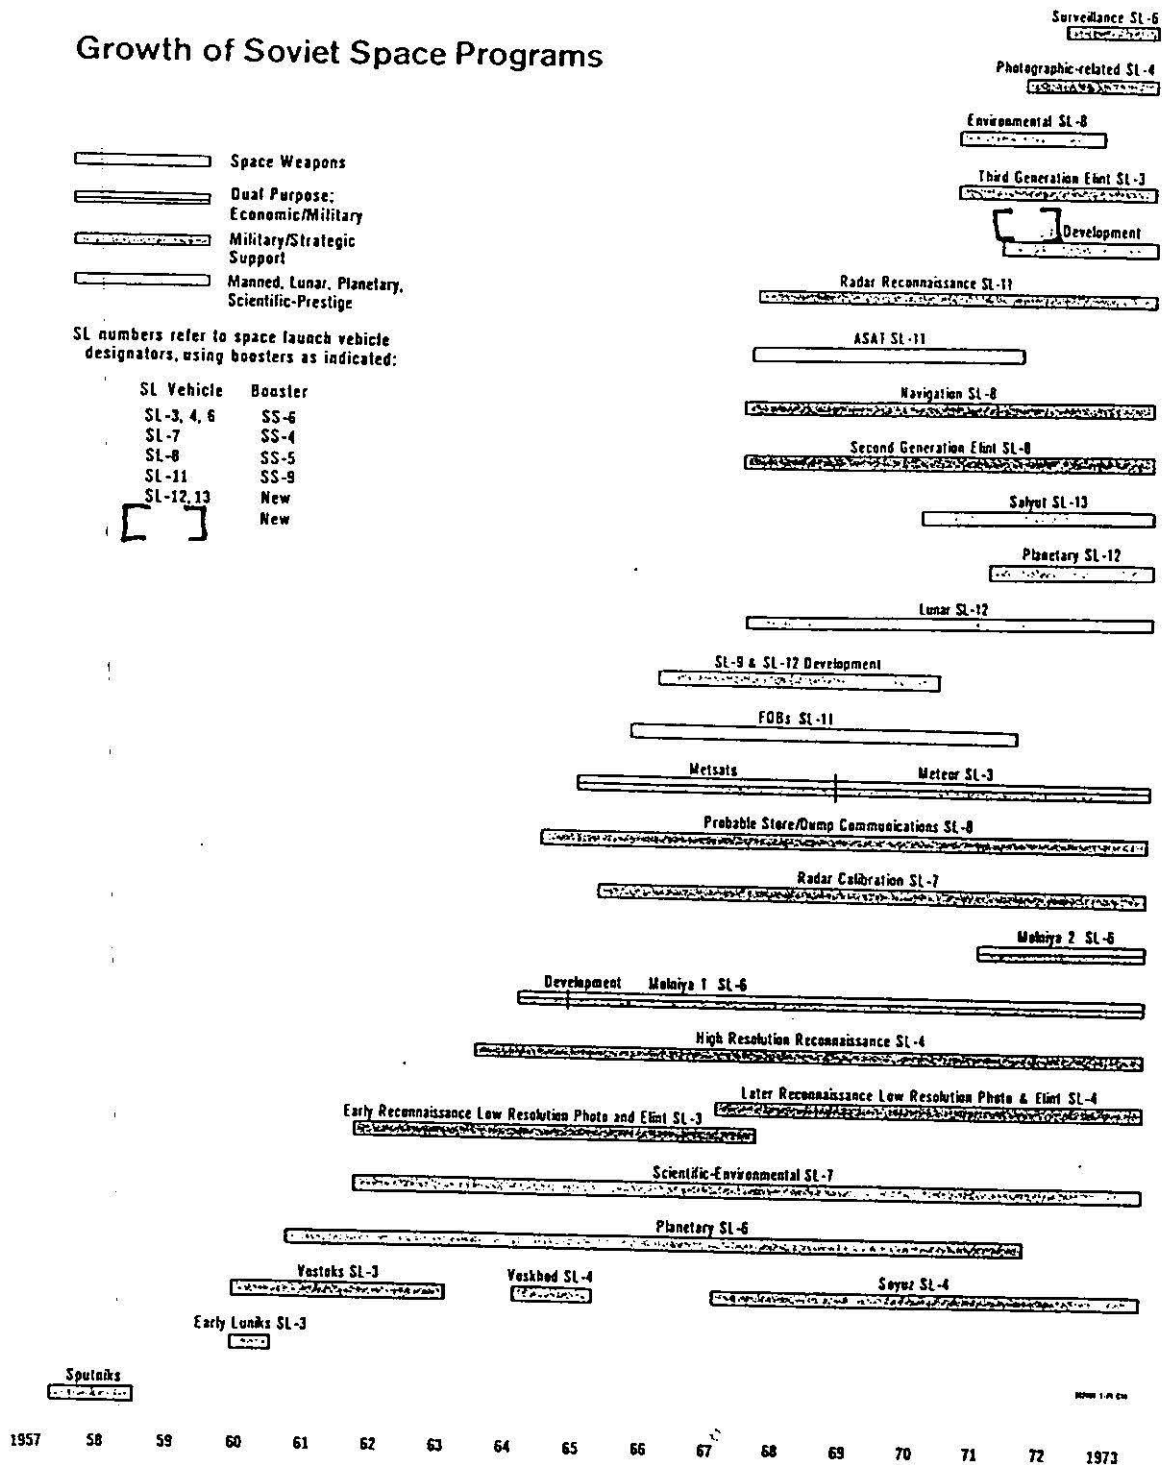 Growth of Soviet Space Programs
Space Weapons
Dual Purpose;
Economic/Military
Military/Strategic
Support
Manned, Lunar, Planetary,
Scientific-Prestige
SL numbers refer to space launch vehicle
designators, using boosters as indicated:
SL Vehicle Booster
SL-3, 4, 6 SS-6
SL-7 SS-4
SL-8 SS-5
SL-11 SS-9
SL-12, 13 New
[ ] New
Surveillance SL-6
Photographic-related SL-4
Environmental SL-8
Third Generation Elint SL-3
[ ] Development
Radar Reconnaissance SL-11
ASAT SL-11
Navigation SL-8
Second Generation Elint SL-8
Salyut SL-13
Planetary SL-12
Lunar SL-12
SL-9 & SL-12 Development
FOBs SL-11
Metsats Meteor SL-3
Probable Store/Dump Communications SL-8
Radar Calibration SL-7
Molniya 2 SL-6
Development Molniya 1 SL-6
High Resolution Reconnaissance SL-4
Later Reconnaissance Low Resolution Photo & Elint SL-4
Early Reconnaissance Low Resolution Photo and Elint SL-3
Scientific-Environmental SL-7
Planetary SL-6
Vostoks SL-3 Voskhod SL-4 Soyuz SL-4
Early Luniks SL-3
Sputniks
1957 58 59 60 61 62 63 64 65 66 67 68 69 70 71 72 1973